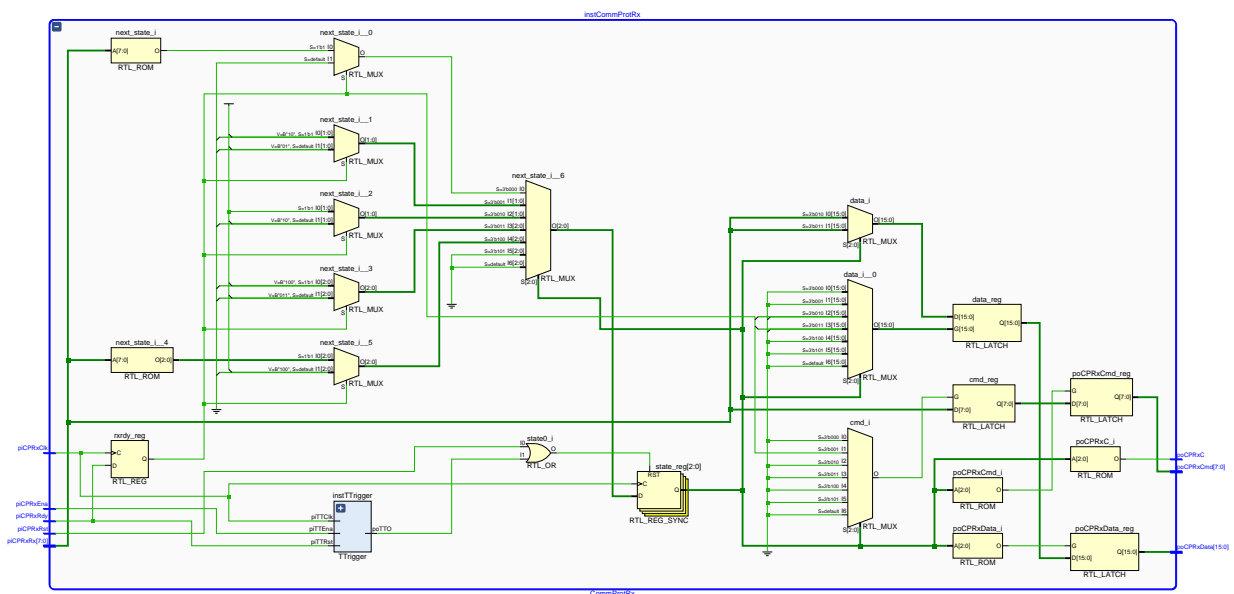 instCommProtRx
next_state_i
A[7:0] O
RTL_ROM
next_state_i__0
S=1'b1 I0
S=default I1
O
S
RTL_MUX
next_state_i__1
V=B"10", S=1'b1 I0[1:0]
V=B"01", S=default I1[1:0]
O[1:0]
S
RTL_MUX
next_state_i__2
S=1'b1 I0[1:0]
V=B"10", S=default I1[1:0]
O[1:0]
S
RTL_MUX
next_state_i__3
V=B"100", S=1'b1 I0[2:0]
V=B"011", S=default I1[2:0]
O[2:0]
S
RTL_MUX
next_state_i__4
A[7:0] O[2:0]
RTL_ROM
next_state_i__5
S=1'b1 I0[2:0]
V=B"100", S=default I1[2:0]
O[2:0]
S
RTL_MUX
next_state_i__6
S=3'b000 I0
S=3'b001 I1[1:0]
S=3'b010 I2[1:0]
S=3'b011 I3[2:0]
S=3'b100 I4[2:0]
S=3'b101 I5[2:0]
S=default I6[2:0]
O[2:0]
S[2:0]
RTL_MUX
data_i
S=3'b010 I0[15:0]
S=3'b011 I1[15:0]
O[15:0]
S[2:0]
RTL_MUX
data_i__0
S=3'b000 I0[15:0]
S=3'b001 I1[15:0]
S=3'b010 I2[15:0]
S=3'b011 I3[15:0]
S=3'b100 I4[15:0]
S=3'b101 I5[15:0]
S=default I6[15:0]
O[15:0]
S[2:0]
RTL_MUX
data_reg
D[15:0]
G[15:0]
Q[15:0]
RTL_LATCH
cmd_reg
G
D[7:0]
Q[7:0]
RTL_LATCH
poCPRxCmd_reg
G
D[7:0]
Q[7:0]
RTL_LATCH
cmd_i
S=3'b000 I0
S=3'b001 I1
S=3'b010 I2
S=3'b011 I3
S=3'b100 I4
S=3'b101 I5
S=default I6
O
S[2:0]
RTL_MUX
poCPRxC_i
A[2:0] O
RTL_ROM
poCPRxCmd_i
A[2:0] O
RTL_ROM
poCPRxData_i
A[2:0] O
RTL_ROM
poCPRxData_reg
G
D[15:0]
Q[15:0]
RTL_LATCH
rxrdy_reg
C
D
Q
RTL_REG
state0_i
I0
I1
O
RTL_OR
state_reg[2:0]
RST
C
D
Q
RTL_REG_SYNC
instTTrigger
piTTClk
piTTEna
piTTRst
poTTO
TTrigger
piCPRxClk
piCPRxEna
piCPRxRdy
piCPRxRst
piCPRxRx[7:0]
poCPRxC
poCPRxCmd[7:0]
poCPRxData[15:0]
CommProtRx